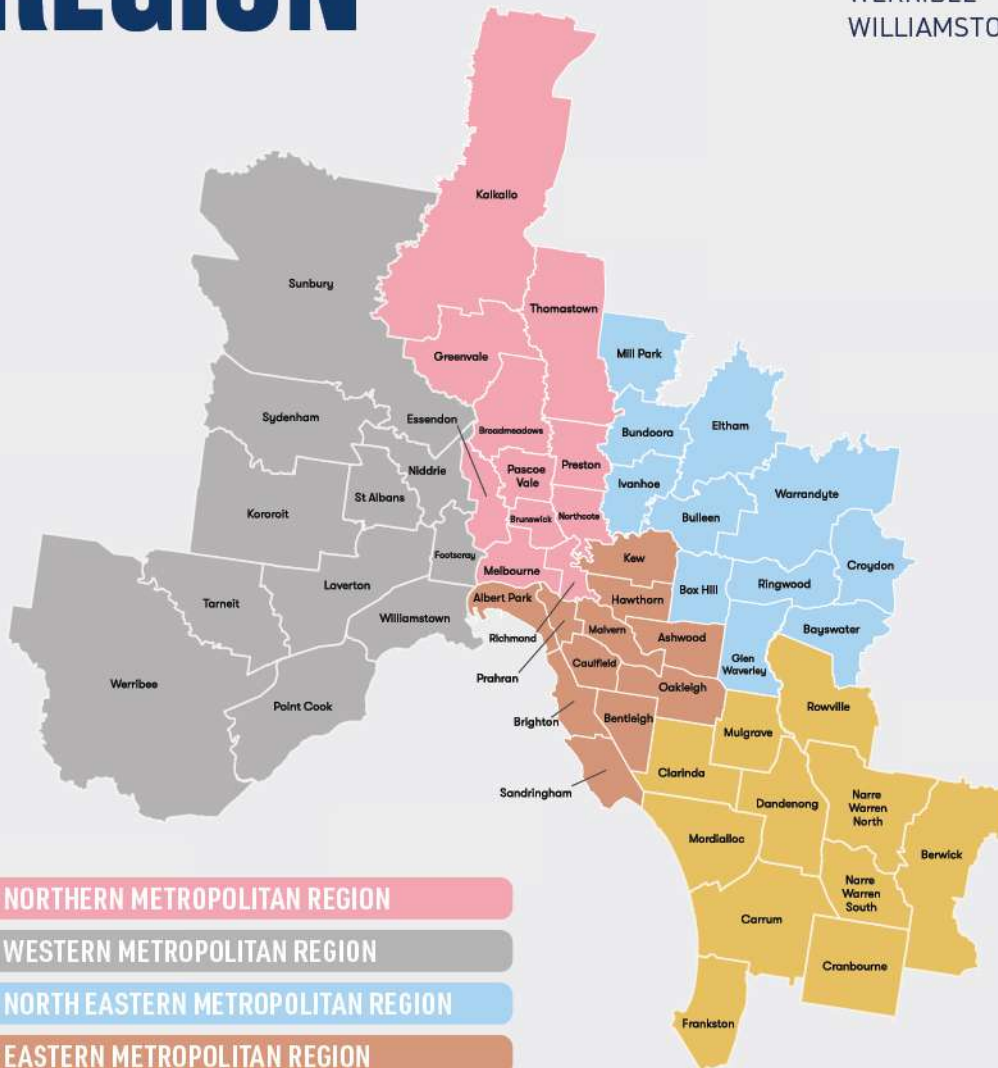 REGION
WILLIAMSTO
Kalkallo
Sunbury
Thomastown
Greenvale
Mill Park
Sydenham
Essendon
Broadmeadows
Bundoora
Eltham
Niddrie
Pascoe
Vale
Preston
Ivanhoe
St Albans
Warrandyte
Kororoit
Brunswick
Northcote
Bulleen
Footscray
Melbourne
Kew
Croydon
Laverton
Box Hill
Ringwood
Tarneit
Albert Park
Hawthorn
Williamstown
Richmond
Malvern
Ashwood
Bayswater
Caulfield
Glen
Waverley
Prahran
Werribee
Oakleigh
Point Cook
Rowville
Brighton
Bentleigh
Mulgrave
Clarinda
Sandringham
Dandenong
Narre
Warren
North
Mordialloc
Berwick
Narre
Warren
South
Carrum
Cranbourne
Frankston
NORTHERN METROPOLITAN REGION
WESTERN METROPOLITAN REGION
NORTH EASTERN METROPOLITAN REGION
EASTERN METROPOLITAN REGION